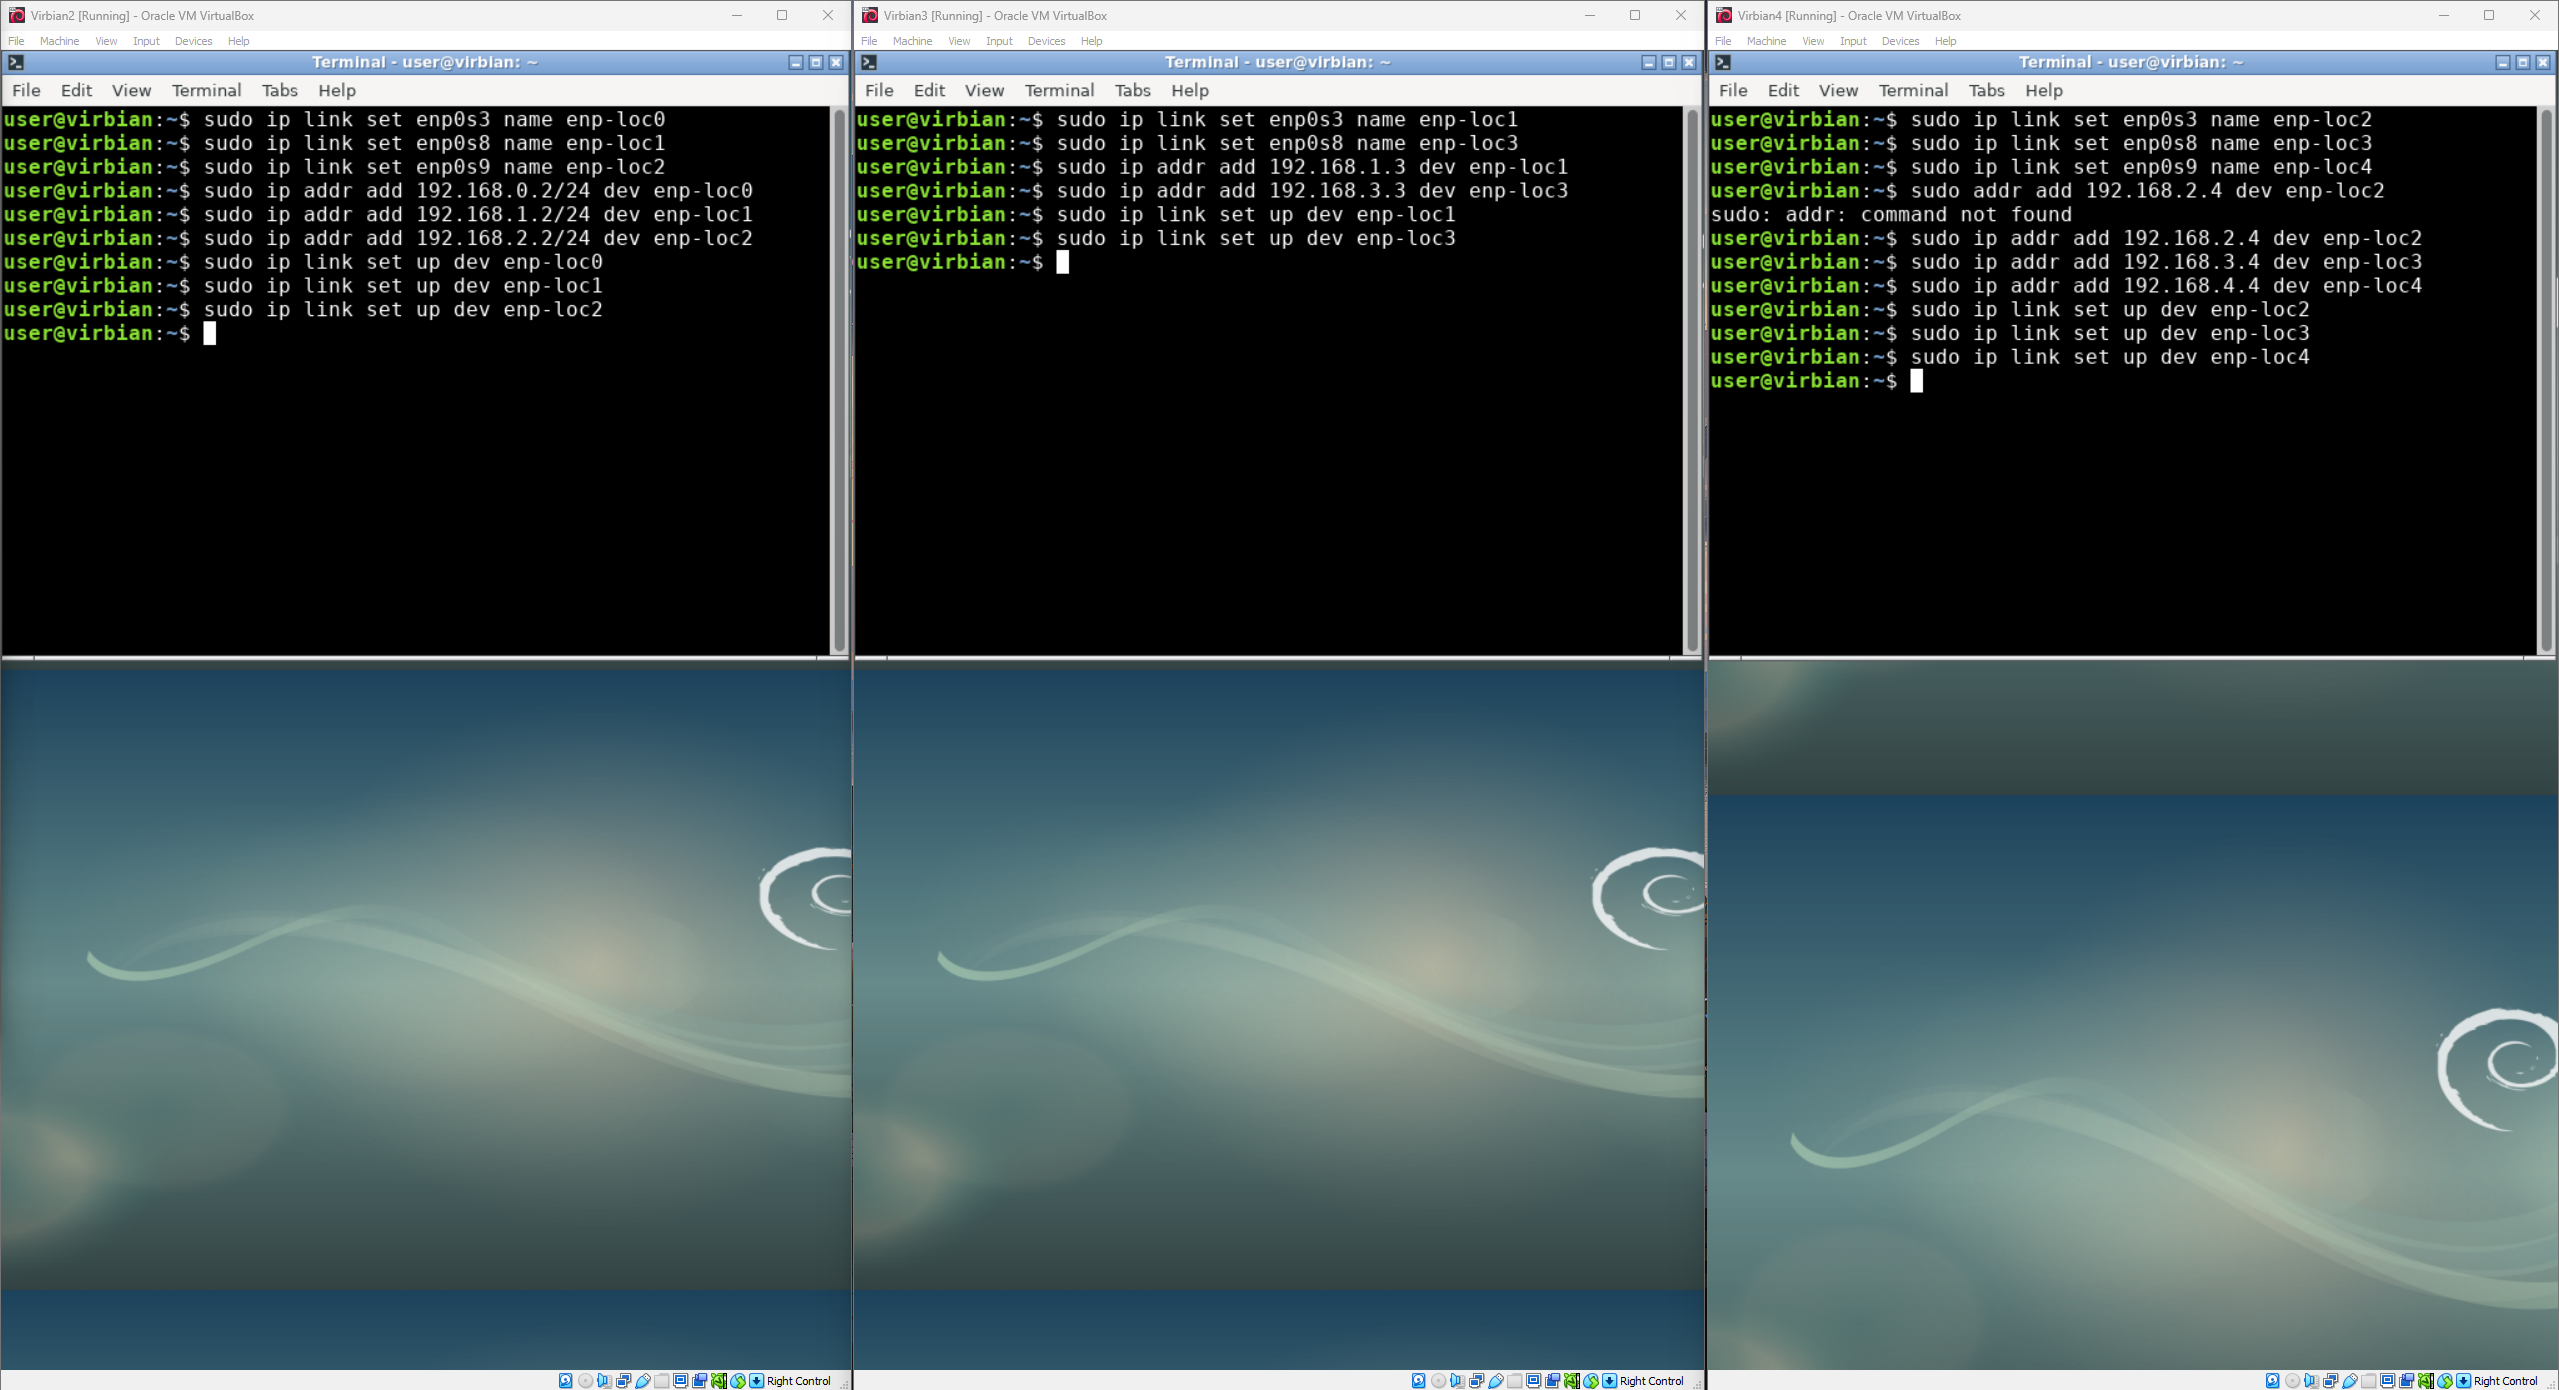 Virbian2 [Running] - Oracle VM VirtualBox
File Machine View Input Devices Help
Terminal - user@virbian: ~
File Edit View Terminal Tabs Help
user@virbian:~$ sudo ip link set enp0s3 name enp-loc0
user@virbian:~$ sudo ip link set enp0s8 name enp-loc1
user@virbian:~$ sudo ip link set enp0s9 name enp-loc2
user@virbian:~$ sudo ip addr add 192.168.0.2/24 dev enp-loc0
user@virbian:~$ sudo ip addr add 192.168.1.2/24 dev enp-loc1
user@virbian:~$ sudo ip addr add 192.168.2.2/24 dev enp-loc2
user@virbian:~$ sudo ip link set up dev enp-loc0
user@virbian:~$ sudo ip link set up dev enp-loc1
user@virbian:~$ sudo ip link set up dev enp-loc2
user@virbian:~$
Right Control
Virbian3 [Running] - Oracle VM VirtualBox
File Machine View Input Devices Help
Terminal - user@virbian: ~
File Edit View Terminal Tabs Help
user@virbian:~$ sudo ip link set enp0s3 name enp-loc1
user@virbian:~$ sudo ip link set enp0s8 name enp-loc3
user@virbian:~$ sudo ip addr add 192.168.1.3 dev enp-loc1
user@virbian:~$ sudo ip addr add 192.168.3.3 dev enp-loc3
user@virbian:~$ sudo ip link set up dev enp-loc1
user@virbian:~$ sudo ip link set up dev enp-loc3
user@virbian:~$
Right Control
Virbian4 [Running] - Oracle VM VirtualBox
File Machine View Input Devices Help
Terminal - user@virbian: ~
File Edit View Terminal Tabs Help
user@virbian:~$ sudo ip link set enp0s3 name enp-loc2
user@virbian:~$ sudo ip link set enp0s8 name enp-loc3
user@virbian:~$ sudo ip link set enp0s9 name enp-loc4
user@virbian:~$ sudo addr add 192.168.2.4 dev enp-loc2
sudo: addr: command not found
user@virbian:~$ sudo ip addr add 192.168.2.4 dev enp-loc2
user@virbian:~$ sudo ip addr add 192.168.3.4 dev enp-loc3
user@virbian:~$ sudo ip addr add 192.168.4.4 dev enp-loc4
user@virbian:~$ sudo ip link set up dev enp-loc2
user@virbian:~$ sudo ip link set up dev enp-loc3
user@virbian:~$ sudo ip link set up dev enp-loc4
user@virbian:~$
Right Control